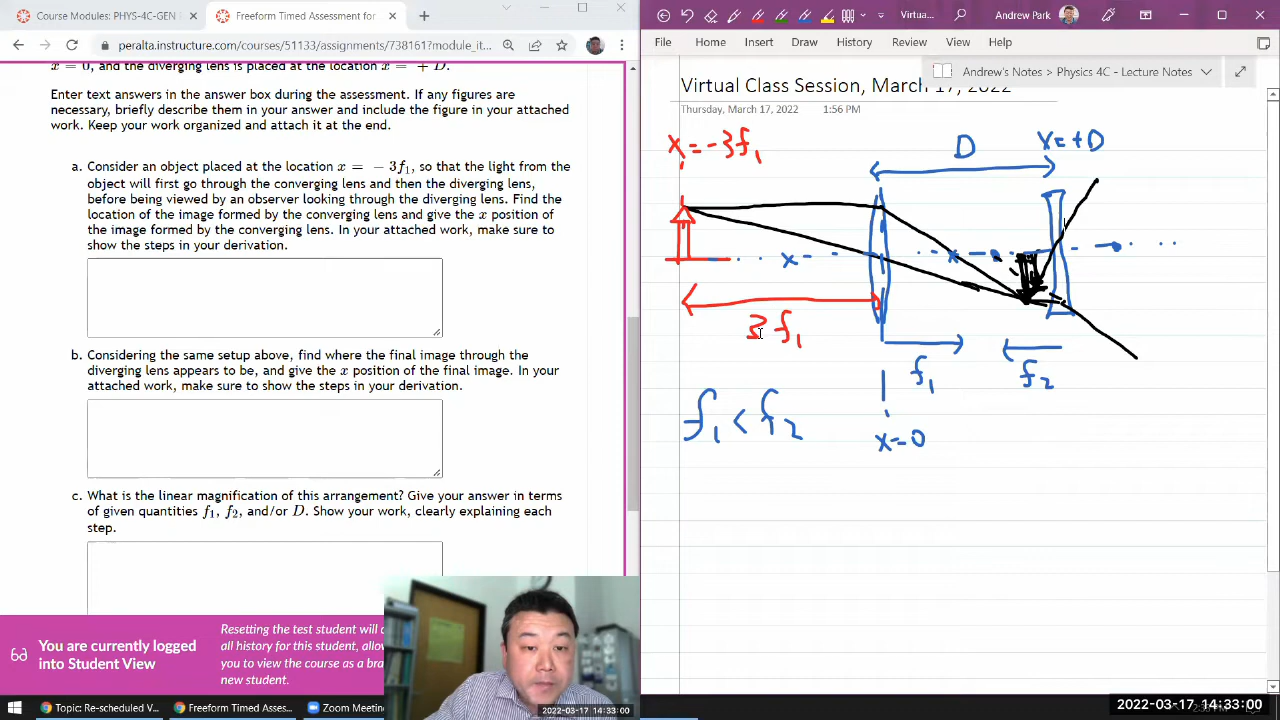 Course Modules: PHYS-4C-GEN
Freeform Timed Assessment for
Virtua...
Andrew Park
peralta.instructure.com/courses/51133/assignments/738161?module_it...
File Home Insert Draw History Review View Help
Andrew's Notes > Physics 4C - Lecture Notes
x = 0, and the diverging lens is placed at the location x = + D.
Enter text answers in the answer box during the assessment. If any figures are
necessary, briefly describe them in your answer and include the figure in your attached
work. Keep your work organized and attach it at the end.
a. Consider an object placed at the location x = − 3f₁, so that the light from the
object will first go through the converging lens and then the diverging lens,
before being viewed by an observer looking through the diverging lens. Find the
location of the image formed by the converging lens and give the x position of
the image formed by the converging lens. In your attached work, make sure to
show the steps in your derivation.
b. Considering the same setup above, find where the final image through the
diverging lens appears to be, and give the x position of the final image. In your
attached work, make sure to show the steps in your derivation.
c. What is the linear magnification of this arrangement? Give your answer in terms
of given quantities f₁, f₂, and/or D. Show your work, clearly explaining each
step.
You are currently logged
into Student View
Resetting the test student will c
all history for this student, allow
you to view the course as a bra
new student.
Virtual Class Session, March 17, 2022
Thursday, March 17, 2022 1:56 PM
x = -3f₁
D
x = +D
3f₁
f₁
f₂
f₁ < f₂
x = 0
Topic: Re-scheduled V...
Freeform Timed Asses...
Zoom Meetin
2022-03-17 14:33:00
2022-03-17 14:33:00